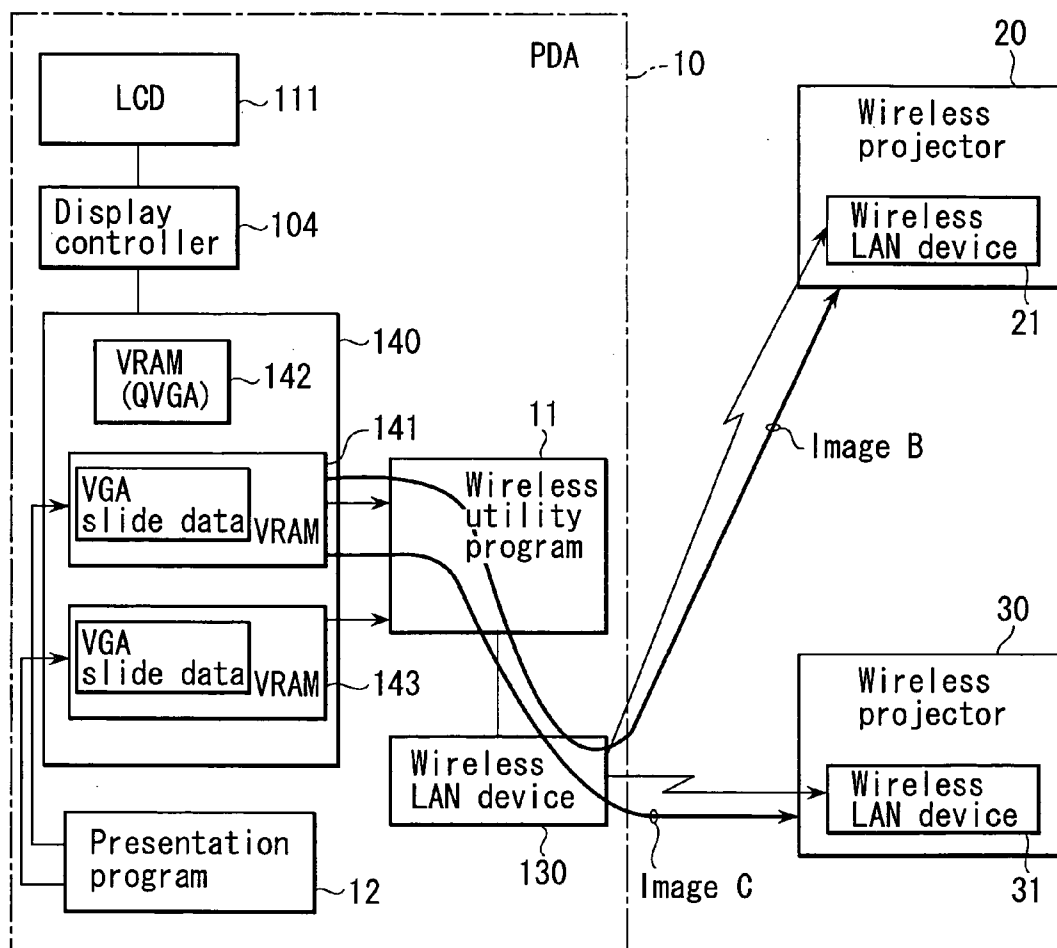 PDA
10
LCD
111
Display
controller
104
140
VRAM
(QVGA)
142
141
VGA
slide data
VRAM
VGA
slide data
VRAM
143
11
Wireless
utility
program
Wireless
LAN device
130
Presentation
program
12
20
Wireless
projector
Wireless
LAN device
21
Image B
30
Wireless
projector
Wireless
LAN device
31
Image C